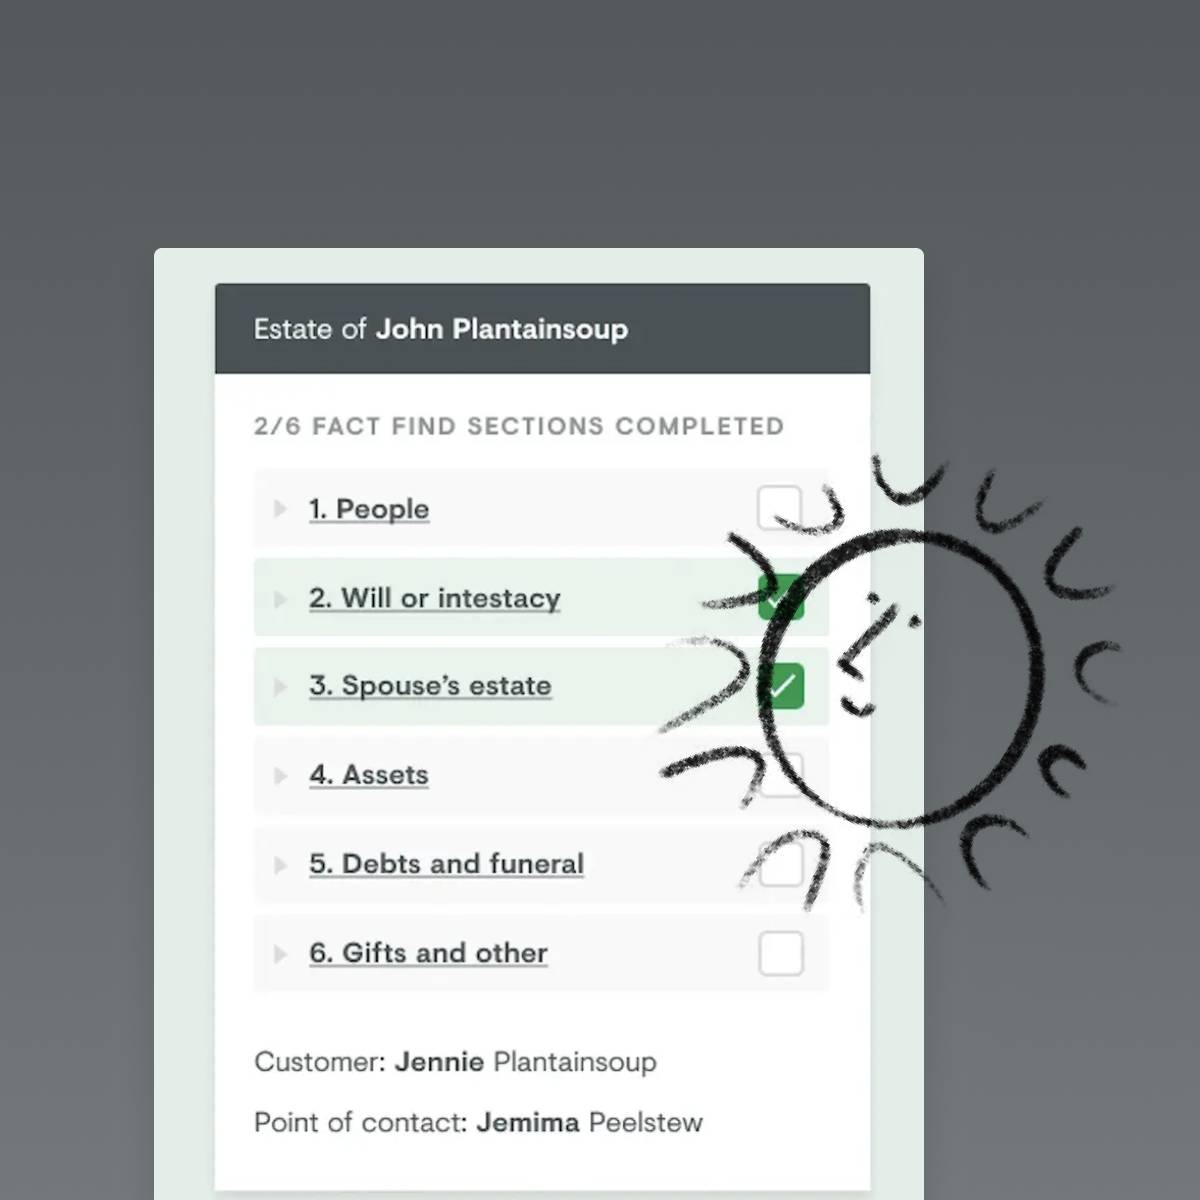 Estate of John Plantainsoup
2/6 FACT FIND SECTIONS COMPLETED
1. People
2. Will or intestacy
3. Spouse’s estate
4. Assets
5. Debts and funeral
6. Gifts and other
Customer: Jennie Plantainsoup
Point of contact: Jemima Peelstew